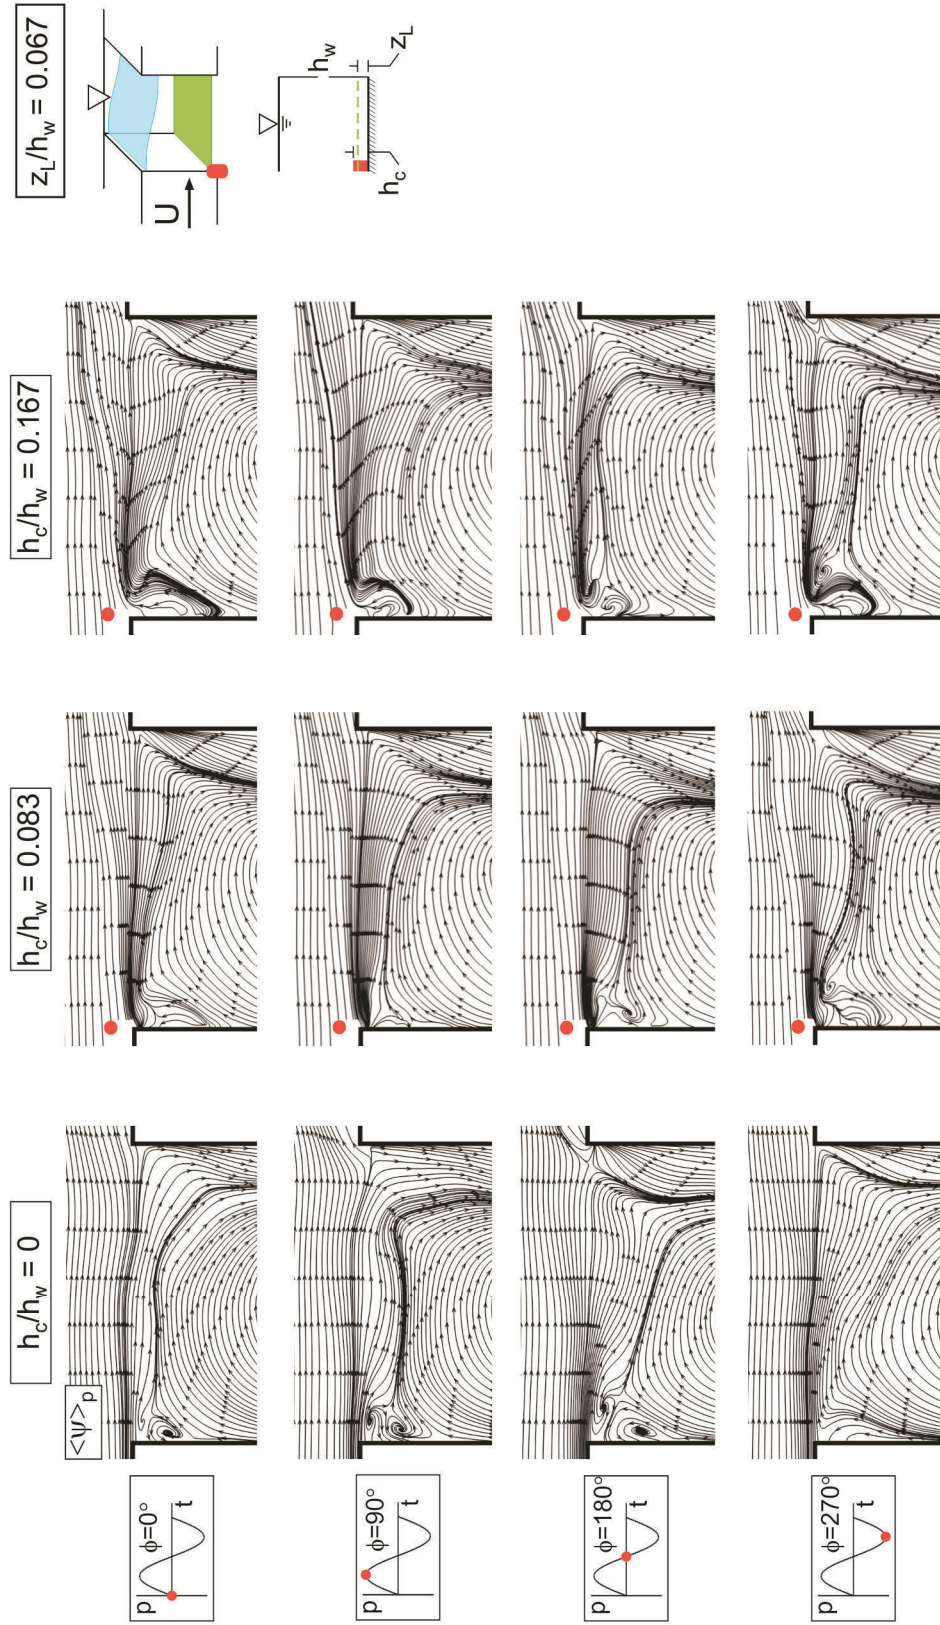 h_c/h_w = 0
h_c/h_w = 0.083
h_c/h_w = 0.167
z_L/h_w = 0.067
<ψ>_p
p
ϕ=0°
t
p
ϕ=90°
t
p
ϕ=180°
t
p
ϕ=270°
t
U
h_c
h_w
z_L